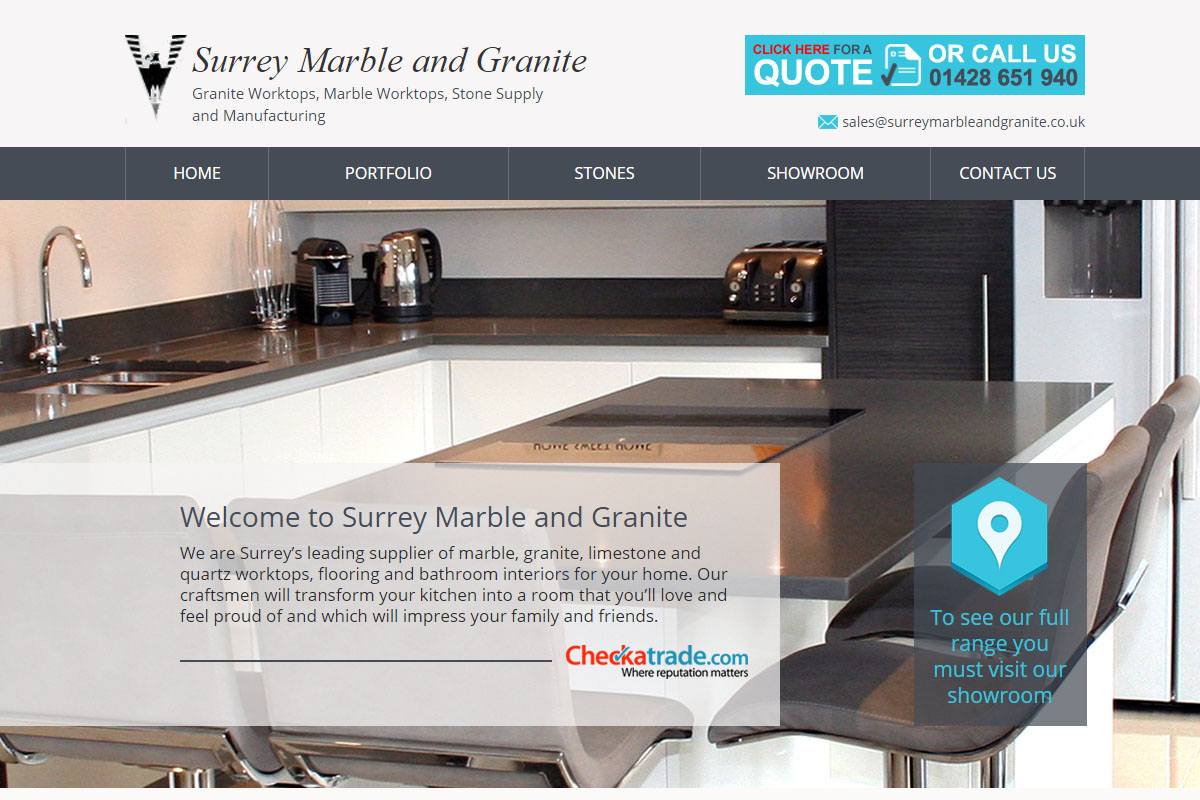 Surrey Marble and Granite
Granite Worktops, Marble Worktops, Stone Supply
and Manufacturing
CLICK HERE FOR A
QUOTE
OR CALL US
01428 651 940
sales@surreymarbleandgranite.co.uk
HOME
PORTFOLIO
STONES
SHOWROOM
CONTACT US
HOME SWEET HOME
Welcome to Surrey Marble and Granite
We are Surrey’s leading supplier of marble, granite, limestone and
quartz worktops, flooring and bathroom interiors for your home. Our
craftsmen will transform your kitchen into a room that you’ll love and
feel proud of and which will impress your family and friends.
Checkatrade.com
Where reputation matters
To see our full
range you
must visit our
showroom